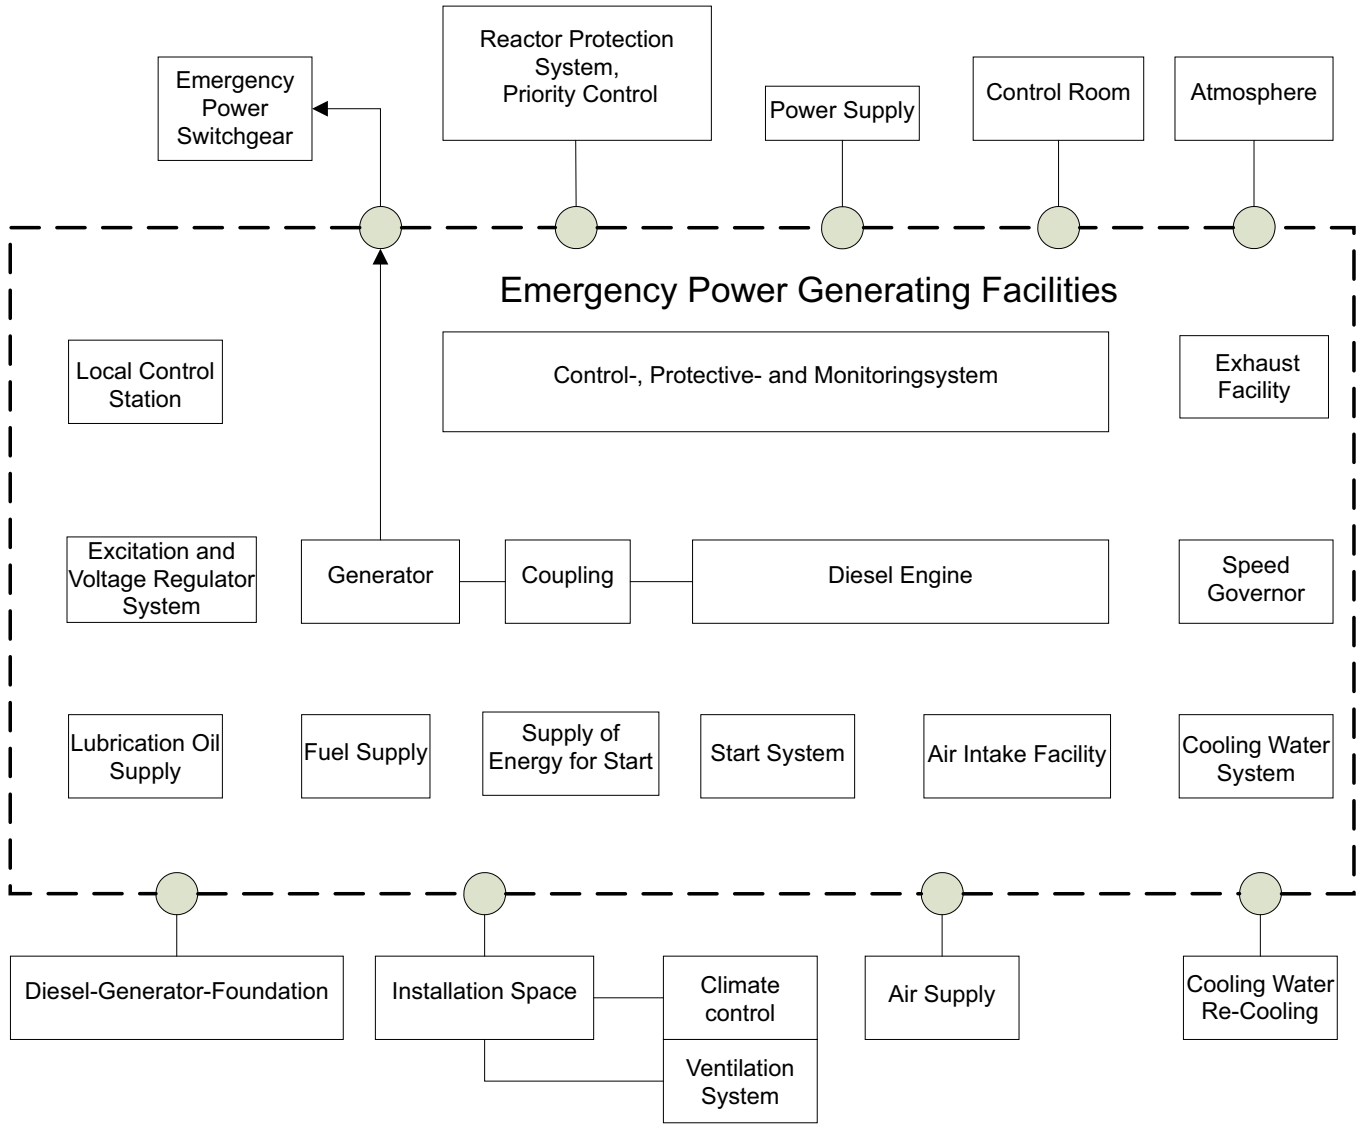 Emergency
Power
Switchgear
Reactor Protection
System,
Priority Control
Power Supply
Control Room
Atmosphere
Emergency Power Generating Facilities
Local Control
Station
Control-, Protective- and Monitoringsystem
Exhaust
Facility
Excitation and
Voltage Regulator
System
Generator
Coupling
Diesel Engine
Speed
Governor
Lubrication Oil
Supply
Fuel Supply
Supply of
Energy for Start
Start System
Air Intake Facility
Cooling Water
System
Diesel-Generator-Foundation
Installation Space
Climate
control
Ventilation
System
Air Supply
Cooling Water
Re-Cooling